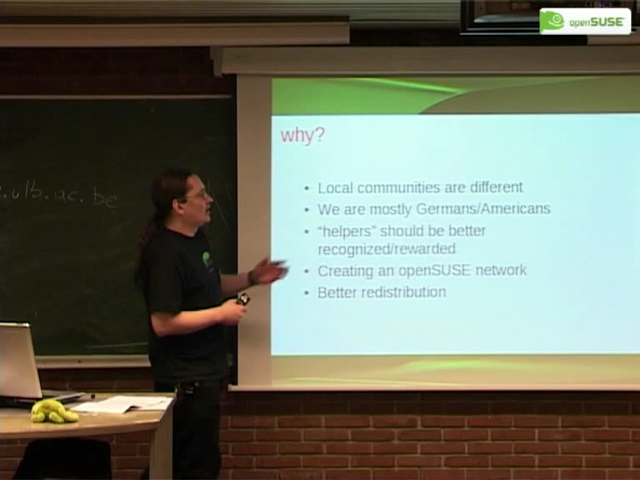 openSUSE
why?
• Local communities are different
• We are mostly Germans/Americans
• “helpers” should be better
recognized/rewarded
• Creating an openSUSE network
• Better redistribution
.ulb.ac.be